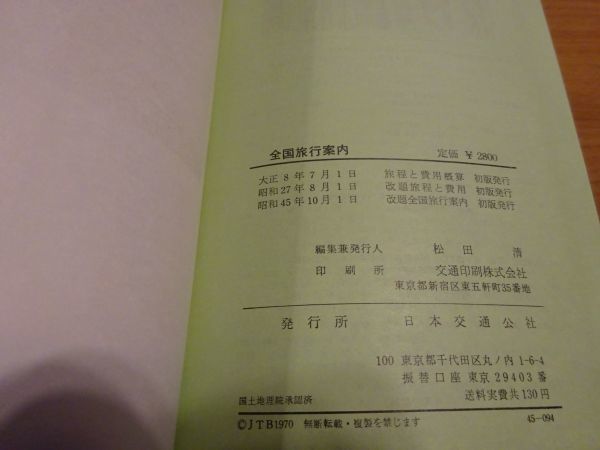 全国旅行案内 定価 ¥ 2800
大正 8 年 7 月 1 日 旅程と費用概算 初版発行
昭和 27 年 8 月 1 日 改題旅程と費用 初版発行
昭和 45 年 10 月 1 日 改題全国旅行案内 初版発行
編集兼発行人 松田 清
印刷所 交通印刷株式会社
東京都新宿区東五軒町35番地
発行所 日本交通公社
100 東京都千代田区丸ノ内 1-6-4
振替口座 東京 29403 番
国土地理院承認済 送料実費共 130円
©JTB1970 無断転載・複製を禁じます 45-094